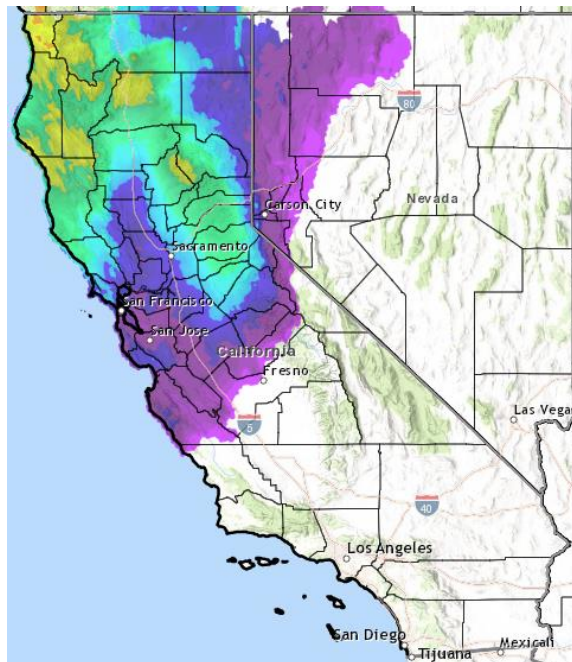 80
Nevada
Carson City
Sacramento
San Francisco
San Jose
California
Fresno
Las Vegas
5
40
Los Angeles
San Diego
Tijuana
Mexicali